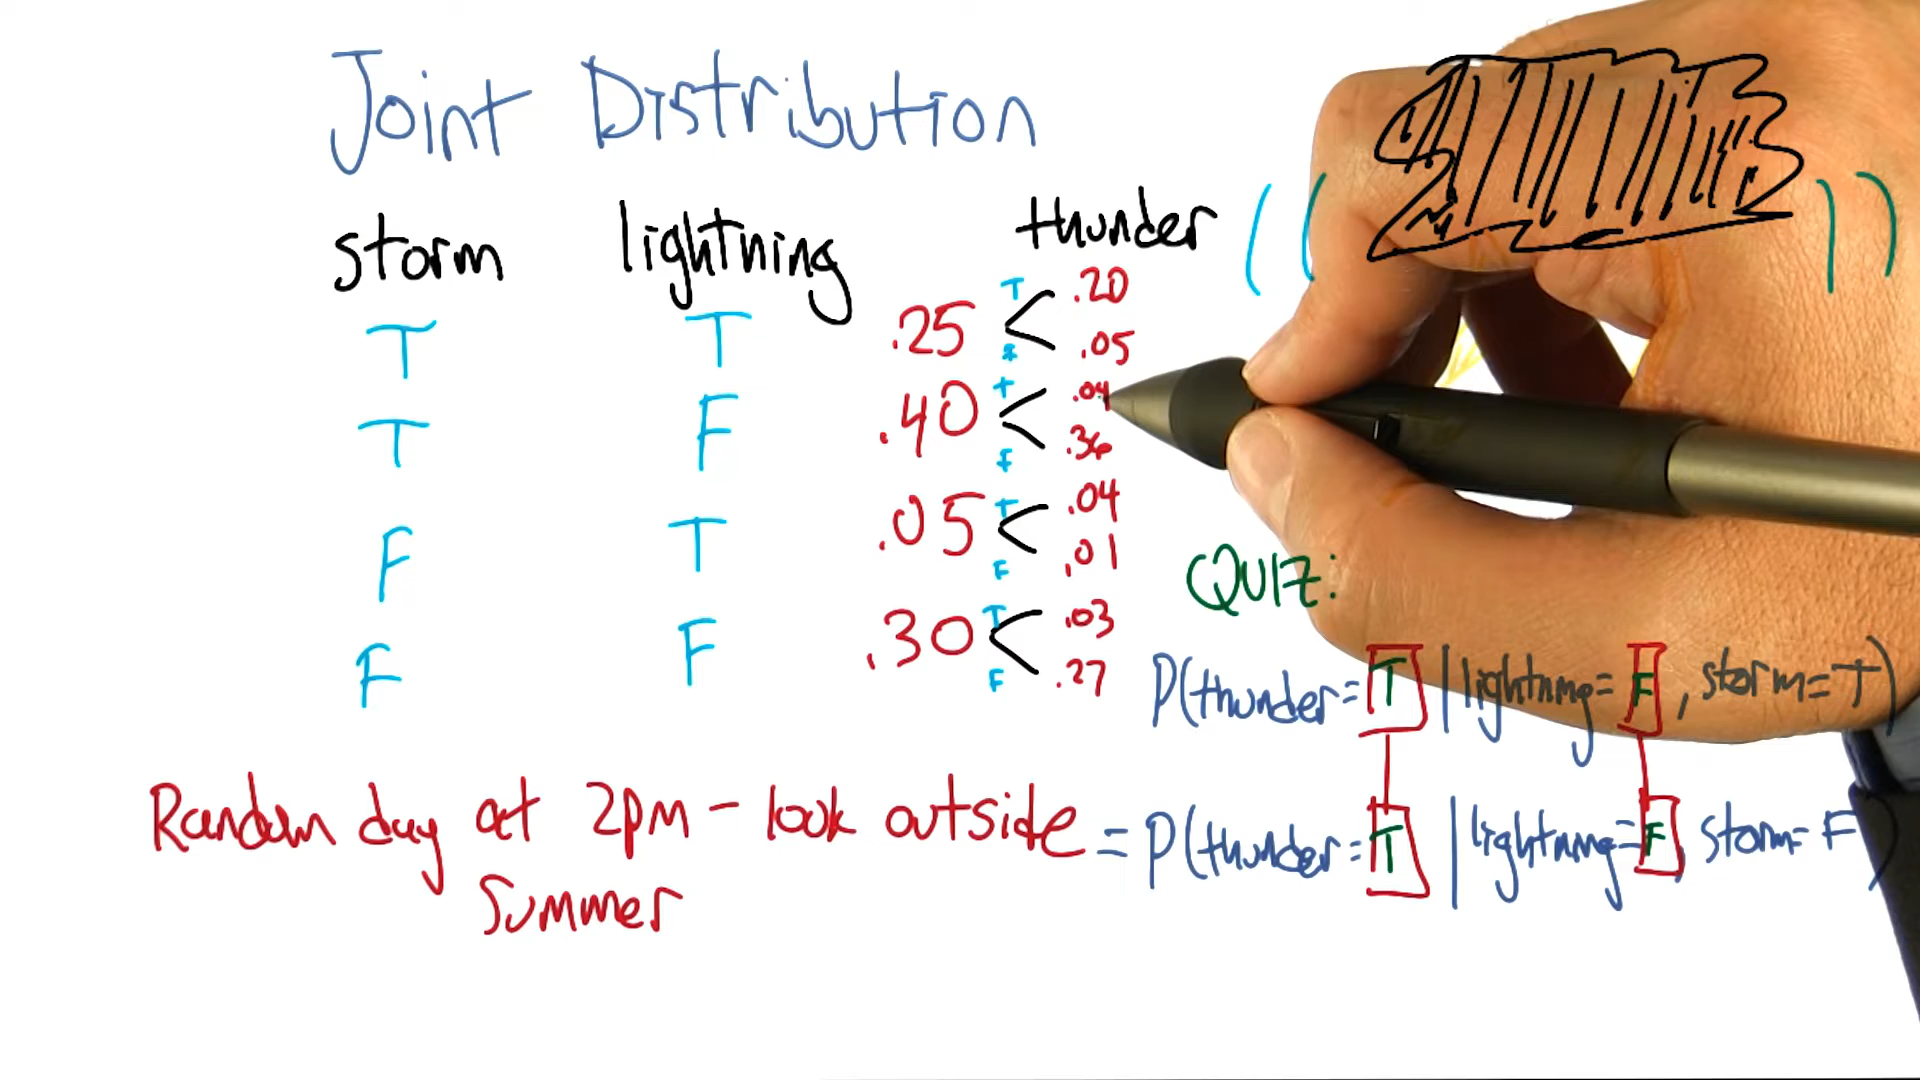 Joint Distribution
storm lightning thunder (( ))
T T .25 T .20
F .05
T F .40 T .04
F .36
F T .05 T .04
F .01
F F .30 T .03
F .27
QUIZ:
P(thunder=T | lightning=F, storm=T)
= P(thunder=T | lightning=F, storm=F)
Random day at 2pm - look outside
Summer